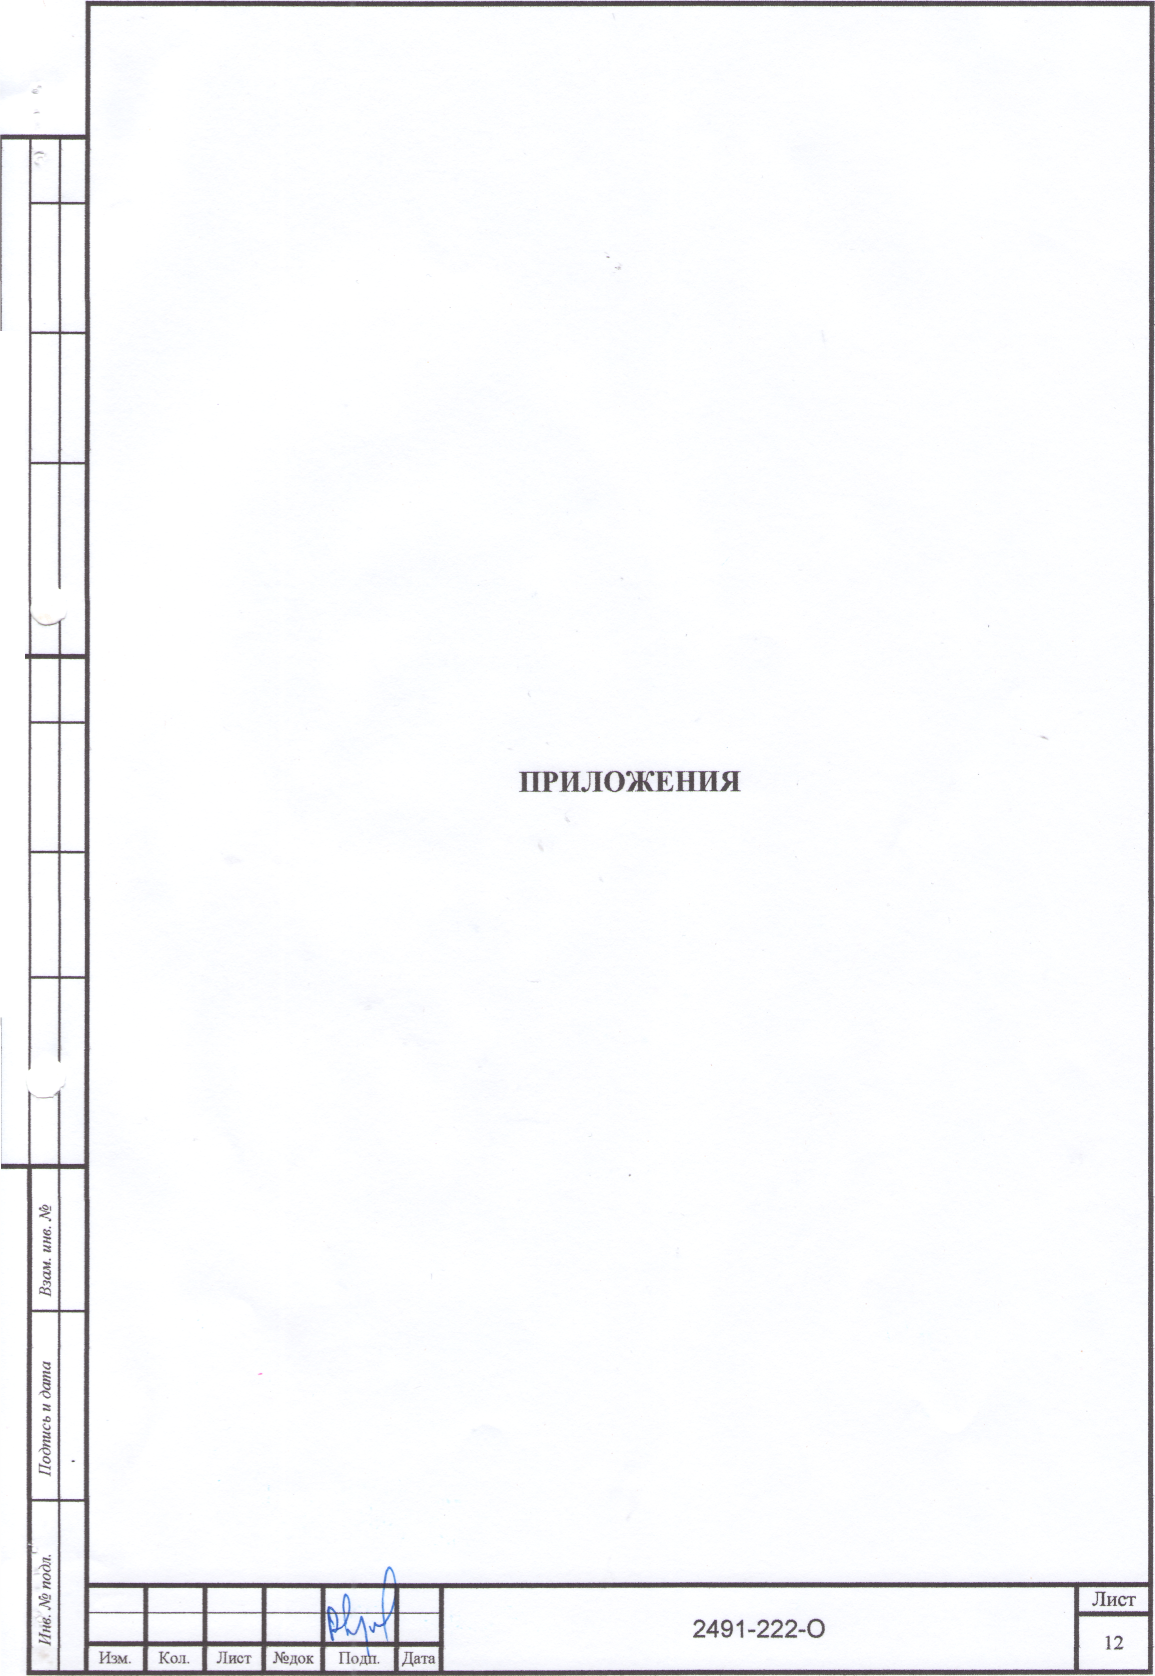 ПРИЛОЖЕНИЯ
Взам. инв. №
Подпись и дата
Инв. № подл.
Изм. Кол. Лист №док Подп. Дата
2491-222-О
Лист
12